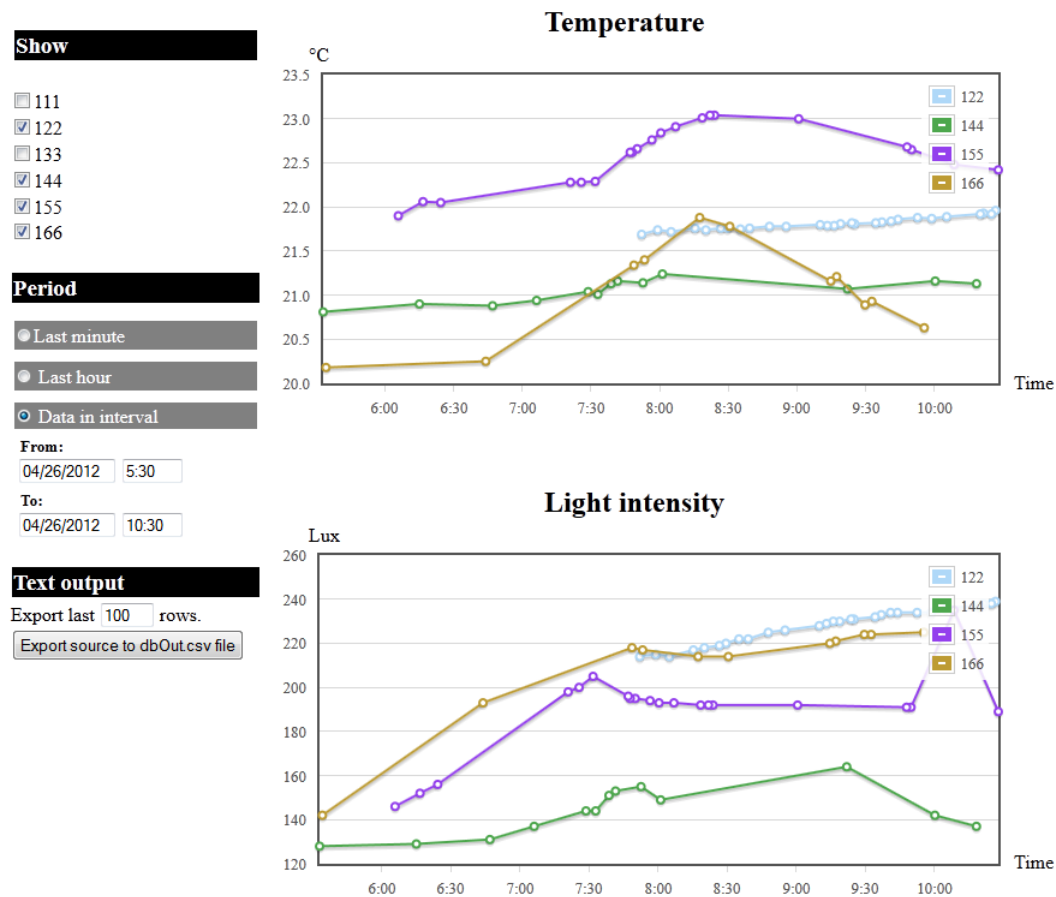 Show
111
122
133
144
155
166
Period
Last minute
Last hour
Data in interval
From:
04/26/2012 5:30
To:
04/26/2012 10:30
Text output
Export last 100 rows.
Export source to dbOut.csv file
Temperature
°C
23.5
23.0
22.5
22.0
21.5
21.0
20.5
20.0
122
144
155
166
6:00 6:30 7:00 7:30 8:00 8:30 9:00 9:30 10:00
Time
Light intensity
Lux
260
240
220
200
180
160
140
120
122
144
155
166
6:00 6:30 7:00 7:30 8:00 8:30 9:00 9:30 10:00
Time